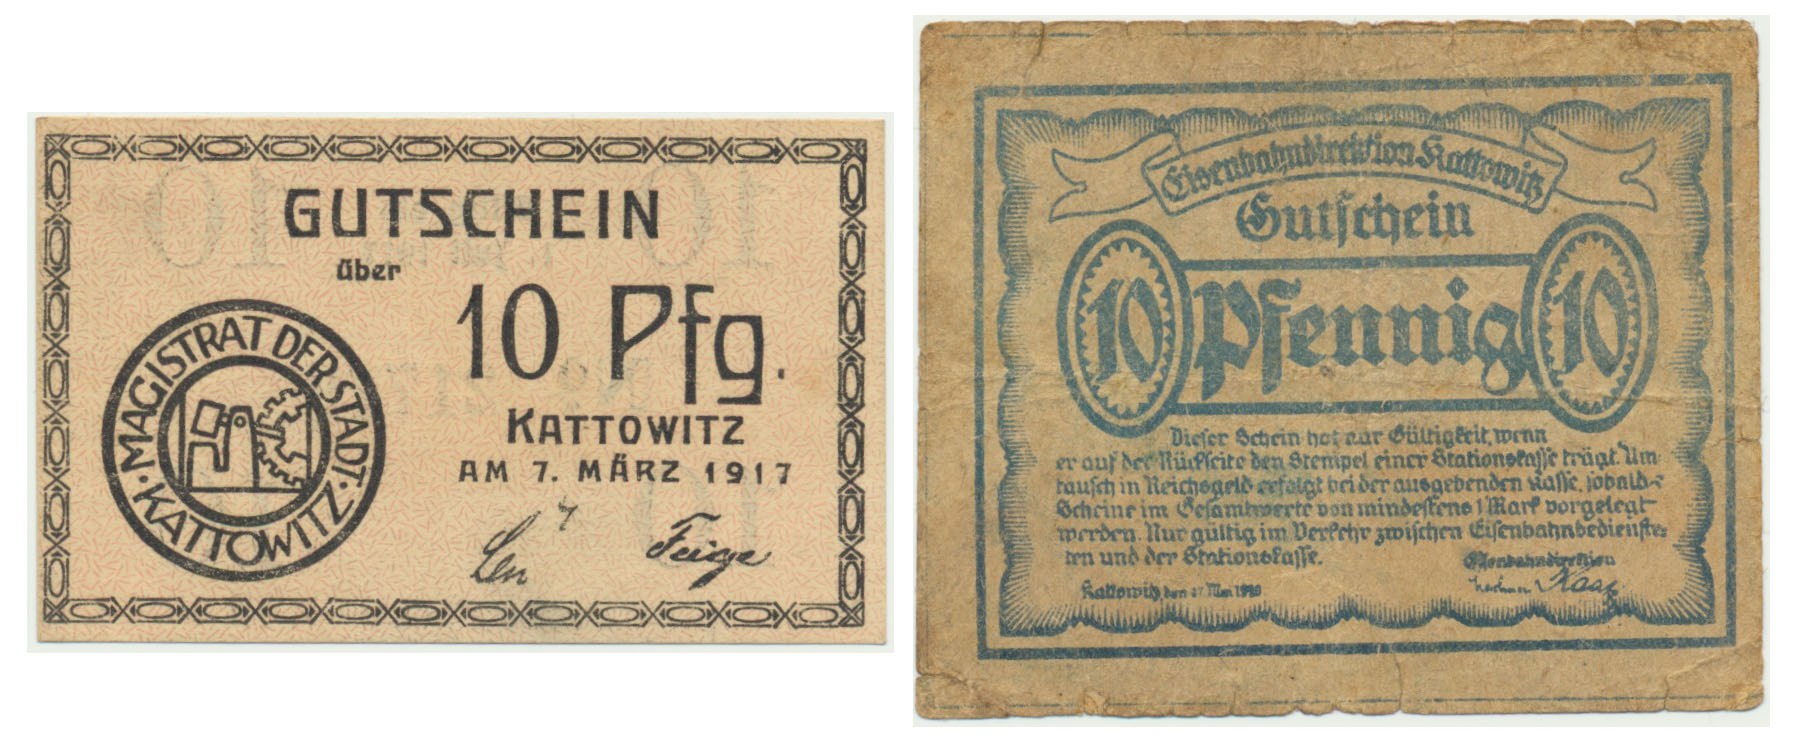 GUTSCHEIN
über
10 Pfg.
KATTOWITZ
AM 7. MÄRZ 1917
MAGISTRAT DER STADT · KATTOWITZ ·
Feige
Eisenbahndirektion Kattowitz
Gutschein
10 Pfennig 10
Dieser Schein hat nur Gültigkeit, wenn
er auf der Rückseite den Stempel einer Stationskasse trägt. Um-
tausch in Reichsgeld erfolgt bei der ausgebenden Kasse, sobald
Scheine im Gesamtwerte von mindestens 1 Mark vorgelegt
werden. Nur gültig im Verkehr zwischen Eisenbahnbedienste-
ten und der Stationskasse.
Eisenbahndirektion
Kattowitz den 27